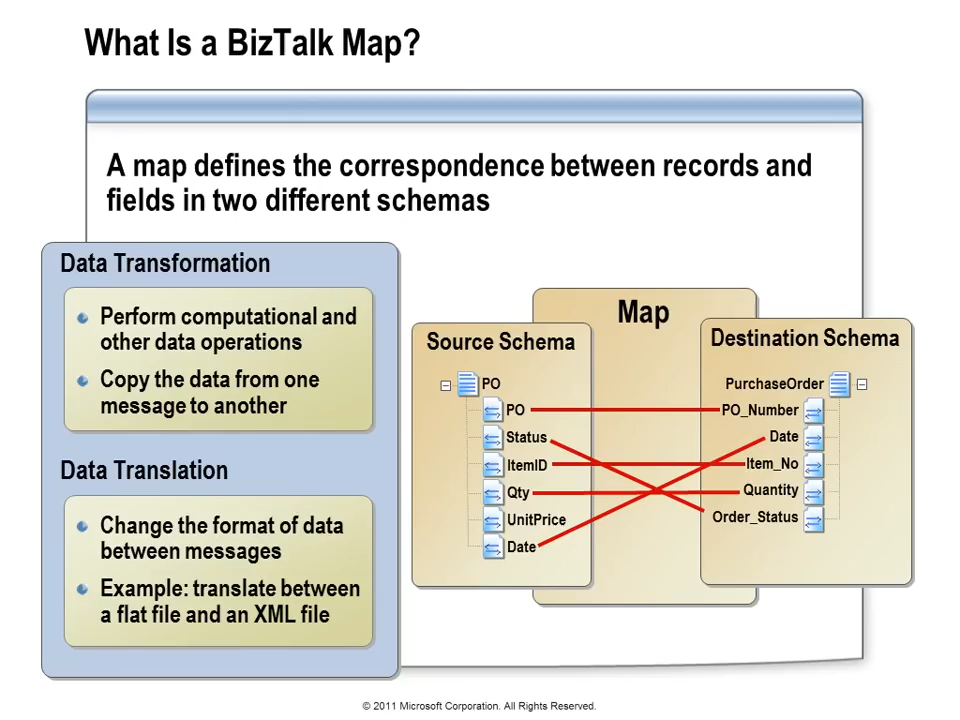 What Is a BizTalk Map?
A map defines the correspondence between records and
fields in two different schemas
Data Transformation
Perform computational and
other data operations
Copy the data from one
message to another
Data Translation
Change the format of data
between messages
Example: translate between
a flat file and an XML file
Map
Source Schema
PO
PO
Status
ItemID
Qty
UnitPrice
Date
Destination Schema
PurchaseOrder
PO_Number
Date
Item_No
Quantity
Order_Status
© 2011 Microsoft Corporation. All Rights Reserved.